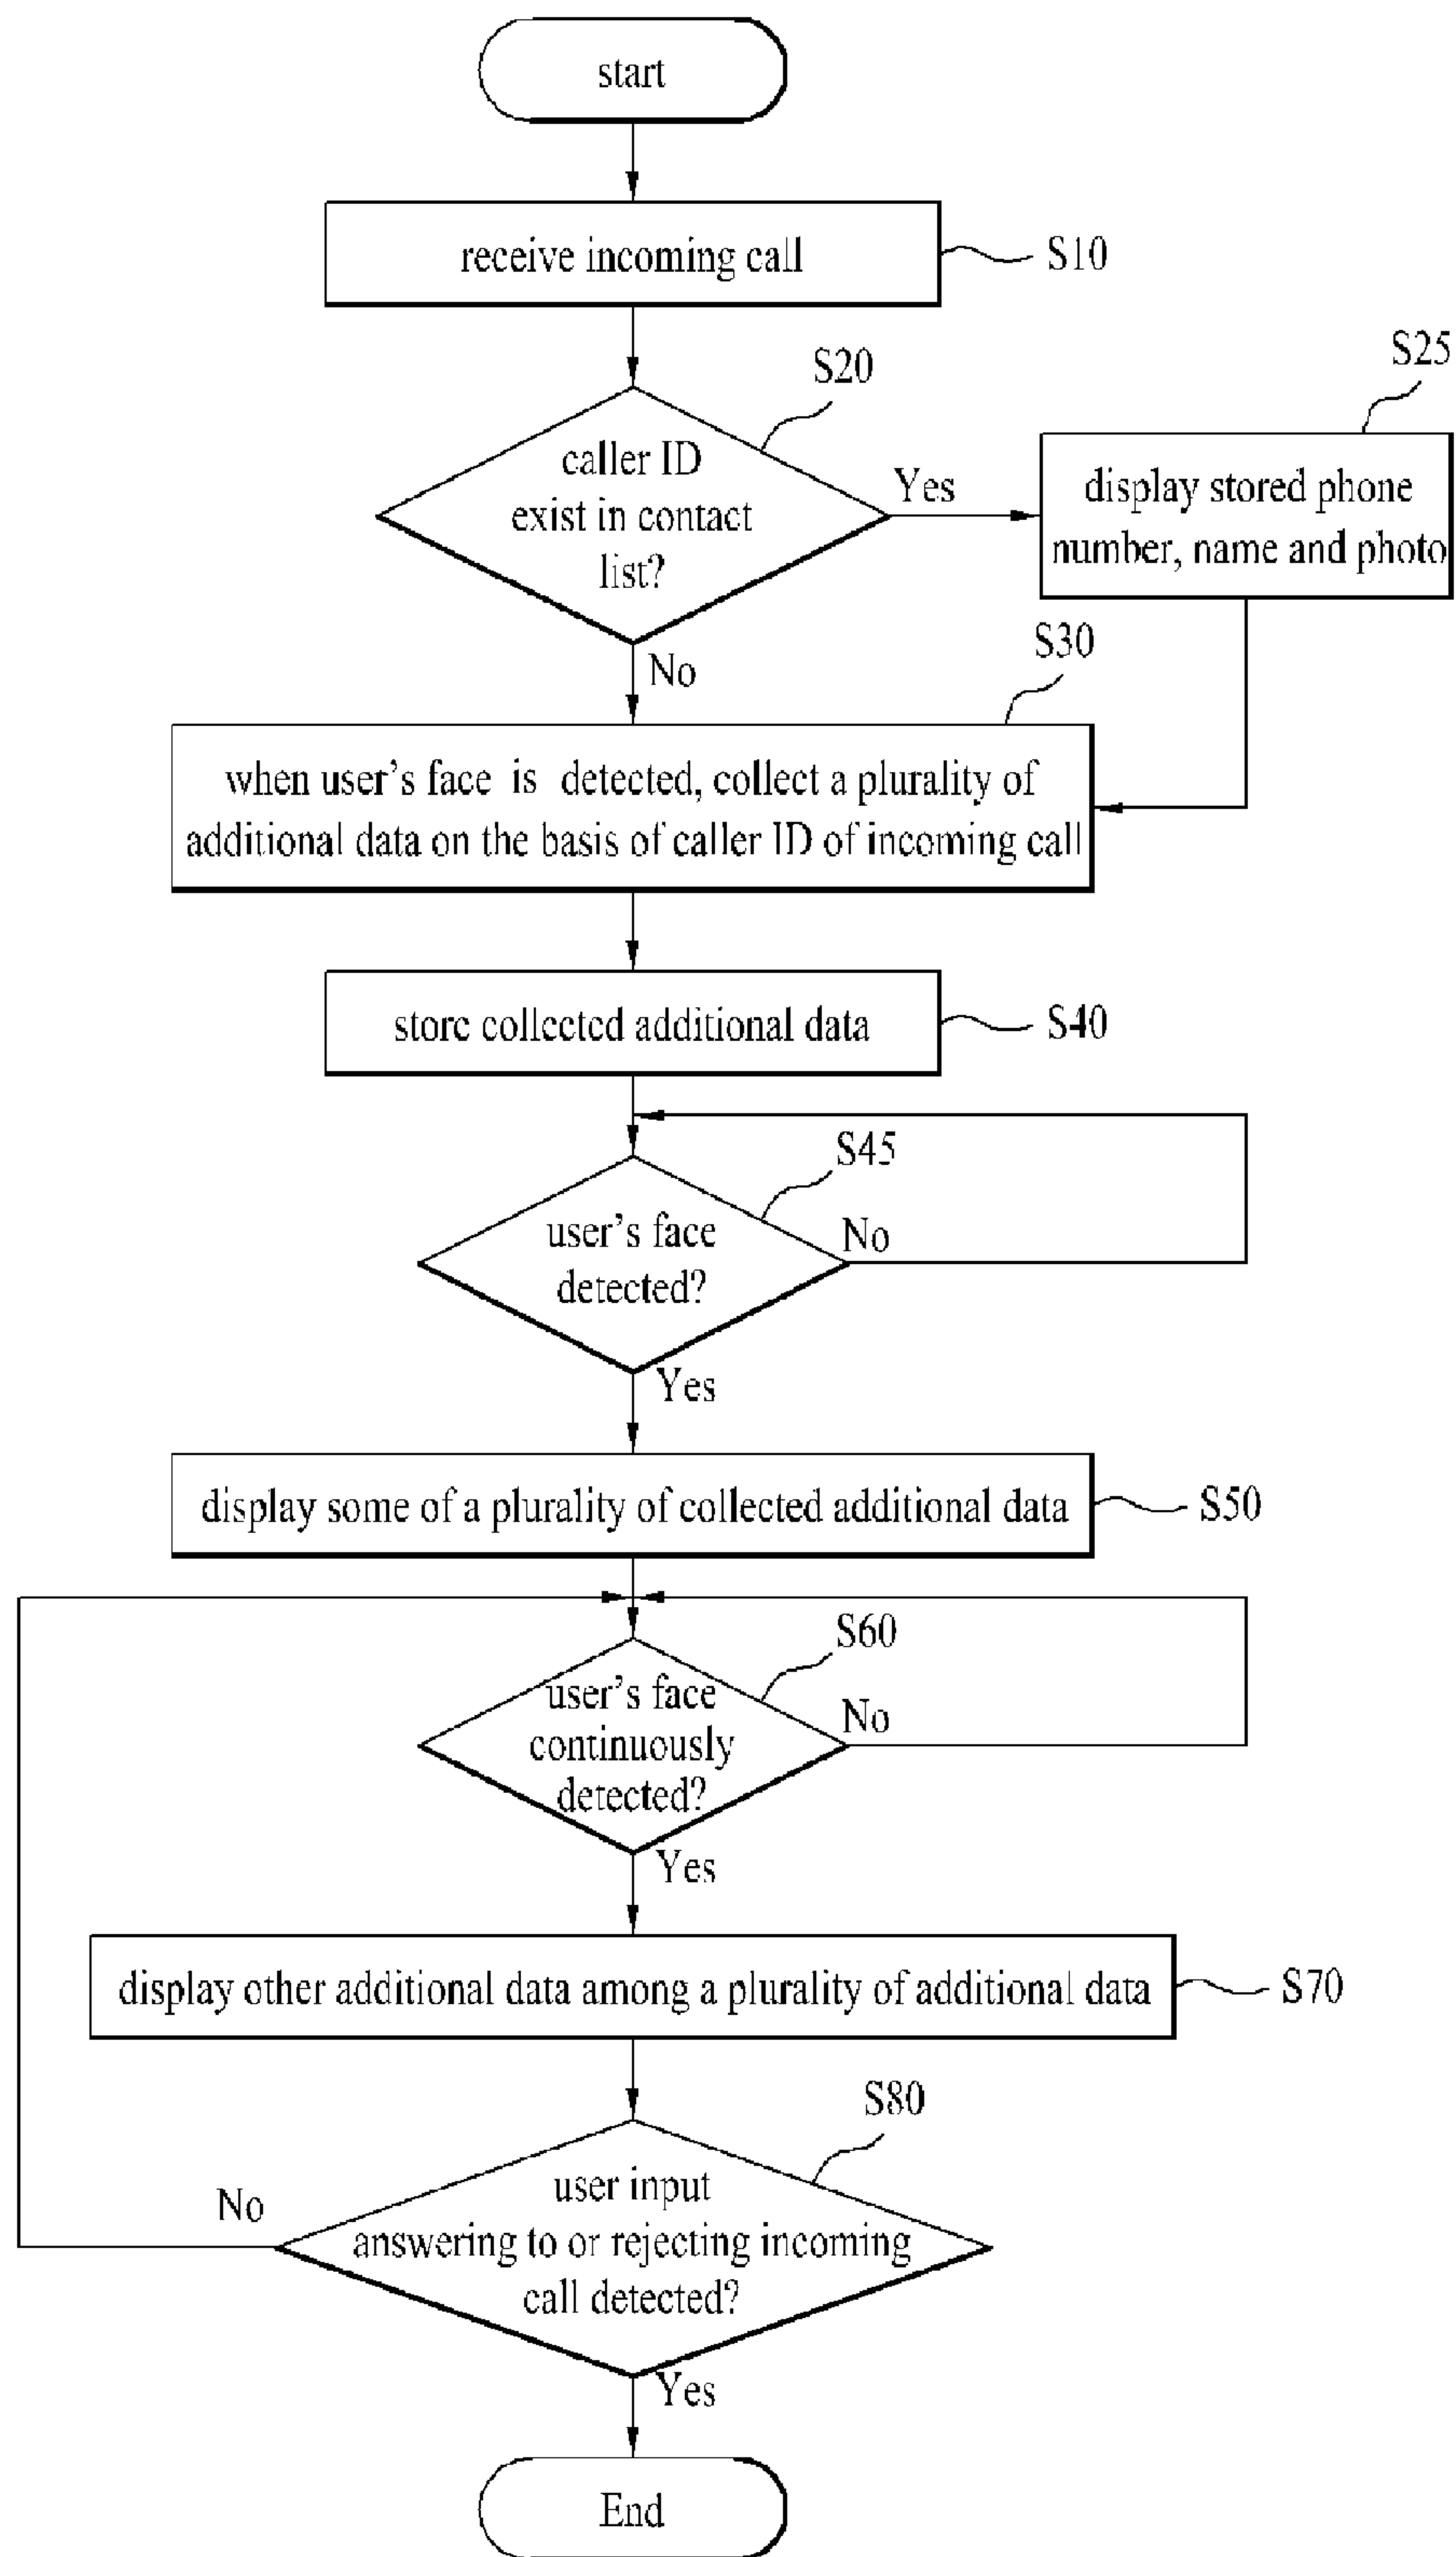 start
receive incoming call
S10
S20
caller ID
exist in contact
list?
Yes
S25
display stored phone
number, name and photo
No
S30
when user's face is detected, collect a plurality of
additional data on the basis of caller ID of incoming call
store collected additional data
S40
S45
user's face
detected?
No
Yes
display some of a plurality of collected additional data
S50
S60
user's face
continuously
detected?
No
Yes
display other additional data among a plurality of additional data
S70
S80
user input
answering to or rejecting incoming
call detected?
No
Yes
End